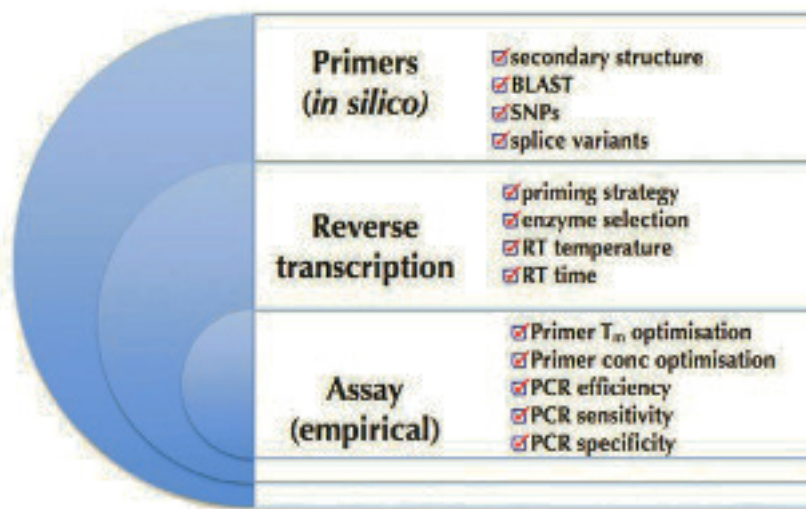 Primers
(in silico)
☑secondary structure
☑BLAST
☑SNPs
☑splice variants
Reverse
transcription
☑priming strategy
☑enzyme selection
☑RT temperature
☑RT time
Assay
(empirical)
☑Primer Tₘ optimisation
☑Primer conc optimisation
☑PCR efficiency
☑PCR sensitivity
☑PCR specificity